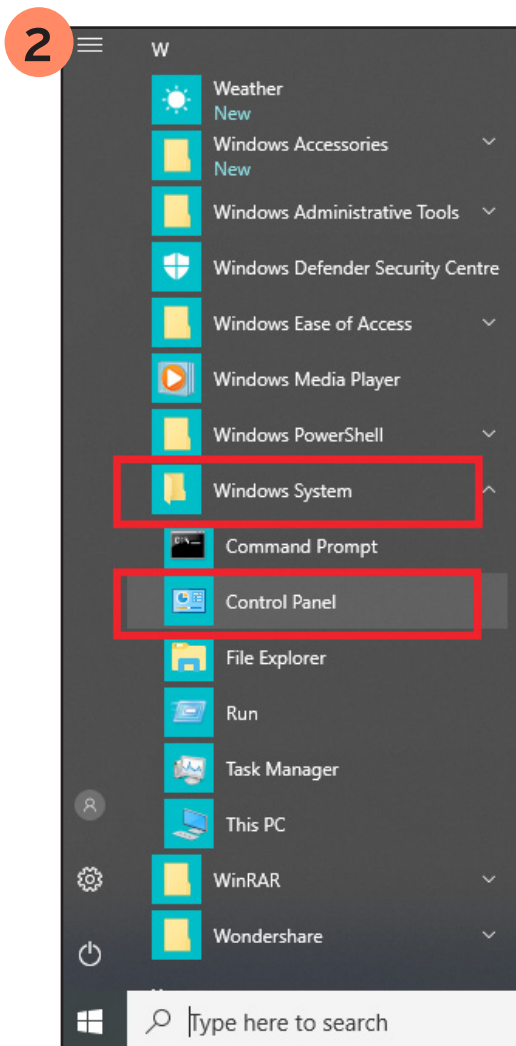 2
W
Weather
New
Windows Accessories
New
Windows Administrative Tools
Windows Defender Security Centre
Windows Ease of Access
Windows Media Player
Windows PowerShell
Windows System
Command Prompt
Control Panel
File Explorer
Run
Task Manager
This PC
WinRAR
Wondershare
Type here to search